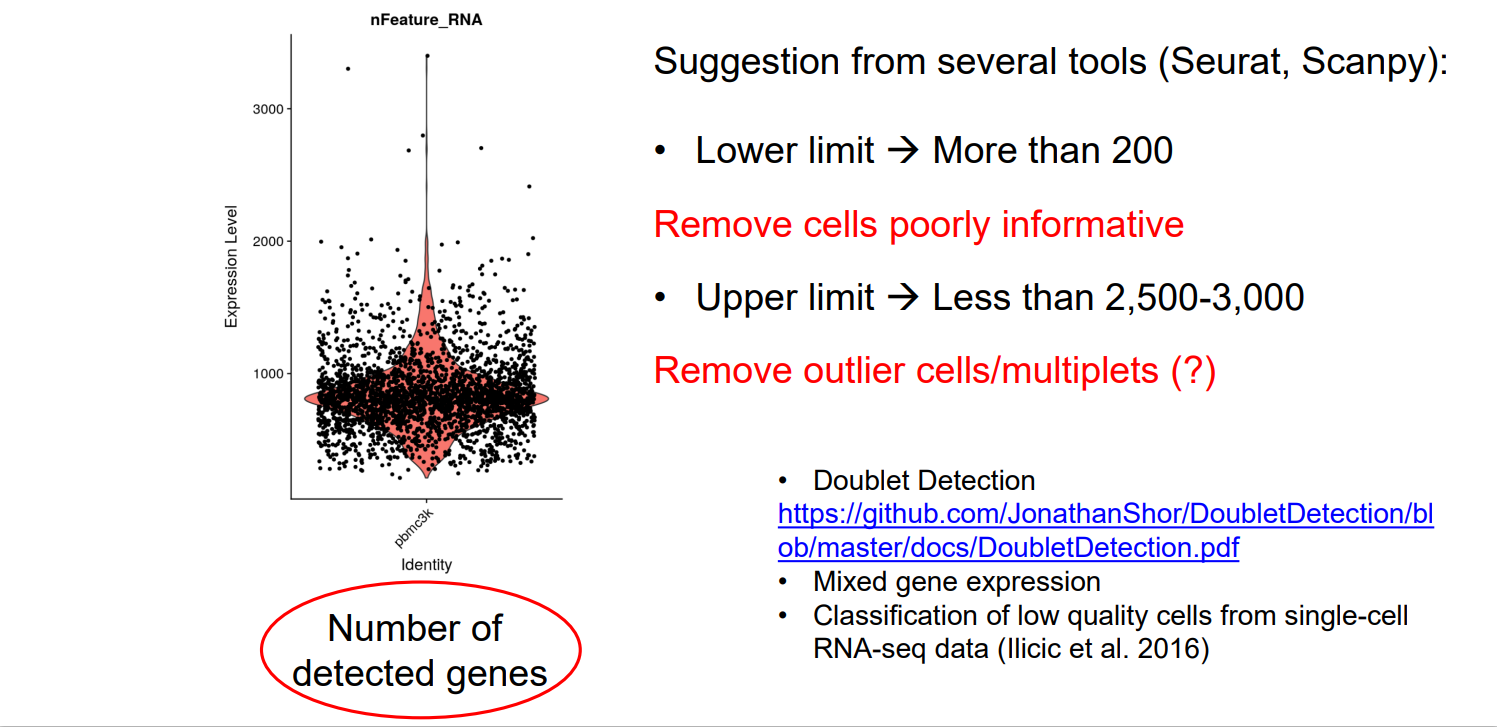 nFeature_RNA
3000
2000
1000
Expression Level
pbmc3k
Identity
Number of
detected genes
Suggestion from several tools (Seurat, Scanpy):
• Lower limit → More than 200
Remove cells poorly informative
• Upper limit → Less than 2,500-3,000
Remove outlier cells/multiplets (?)
• Doublet Detection
https://github.com/JonathanShor/DoubletDetection/bl
ob/master/docs/DoubletDetection.pdf
• Mixed gene expression
• Classification of low quality cells from single-cell
RNA-seq data (Ilicic et al. 2016)